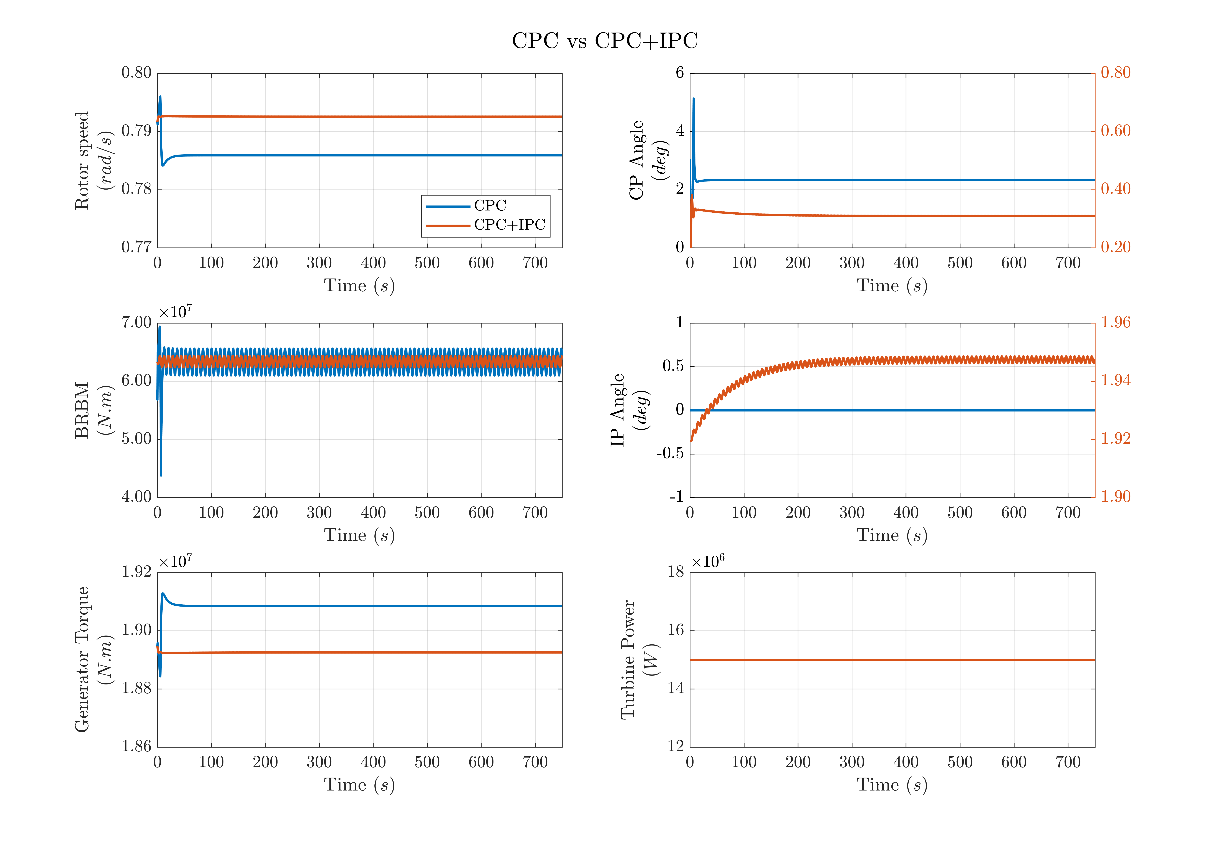 CPC vs CPC+IPC
0.80
0.79
0.78
0.77
Rotor speed
(rad/s)
CPC
CPC+IPC
0 100 200 300 400 500 600 700
Time (s)
6
4
2
0
CP Angle
(deg)
0.80
0.60
0.40
0.20
0 100 200 300 400 500 600 700
Time (s)
×10⁷
7.00
6.00
5.00
4.00
BRBM
(N.m)
0 100 200 300 400 500 600 700
Time (s)
1
0.5
0
-0.5
-1
IP Angle
(deg)
1.96
1.94
1.92
1.90
0 100 200 300 400 500 600 700
Time (s)
×10⁷
1.92
1.90
1.88
1.86
Generator Torque
(N.m)
0 100 200 300 400 500 600 700
Time (s)
×10⁶
18
16
14
12
Turbine Power
(W)
0 100 200 300 400 500 600 700
Time (s)